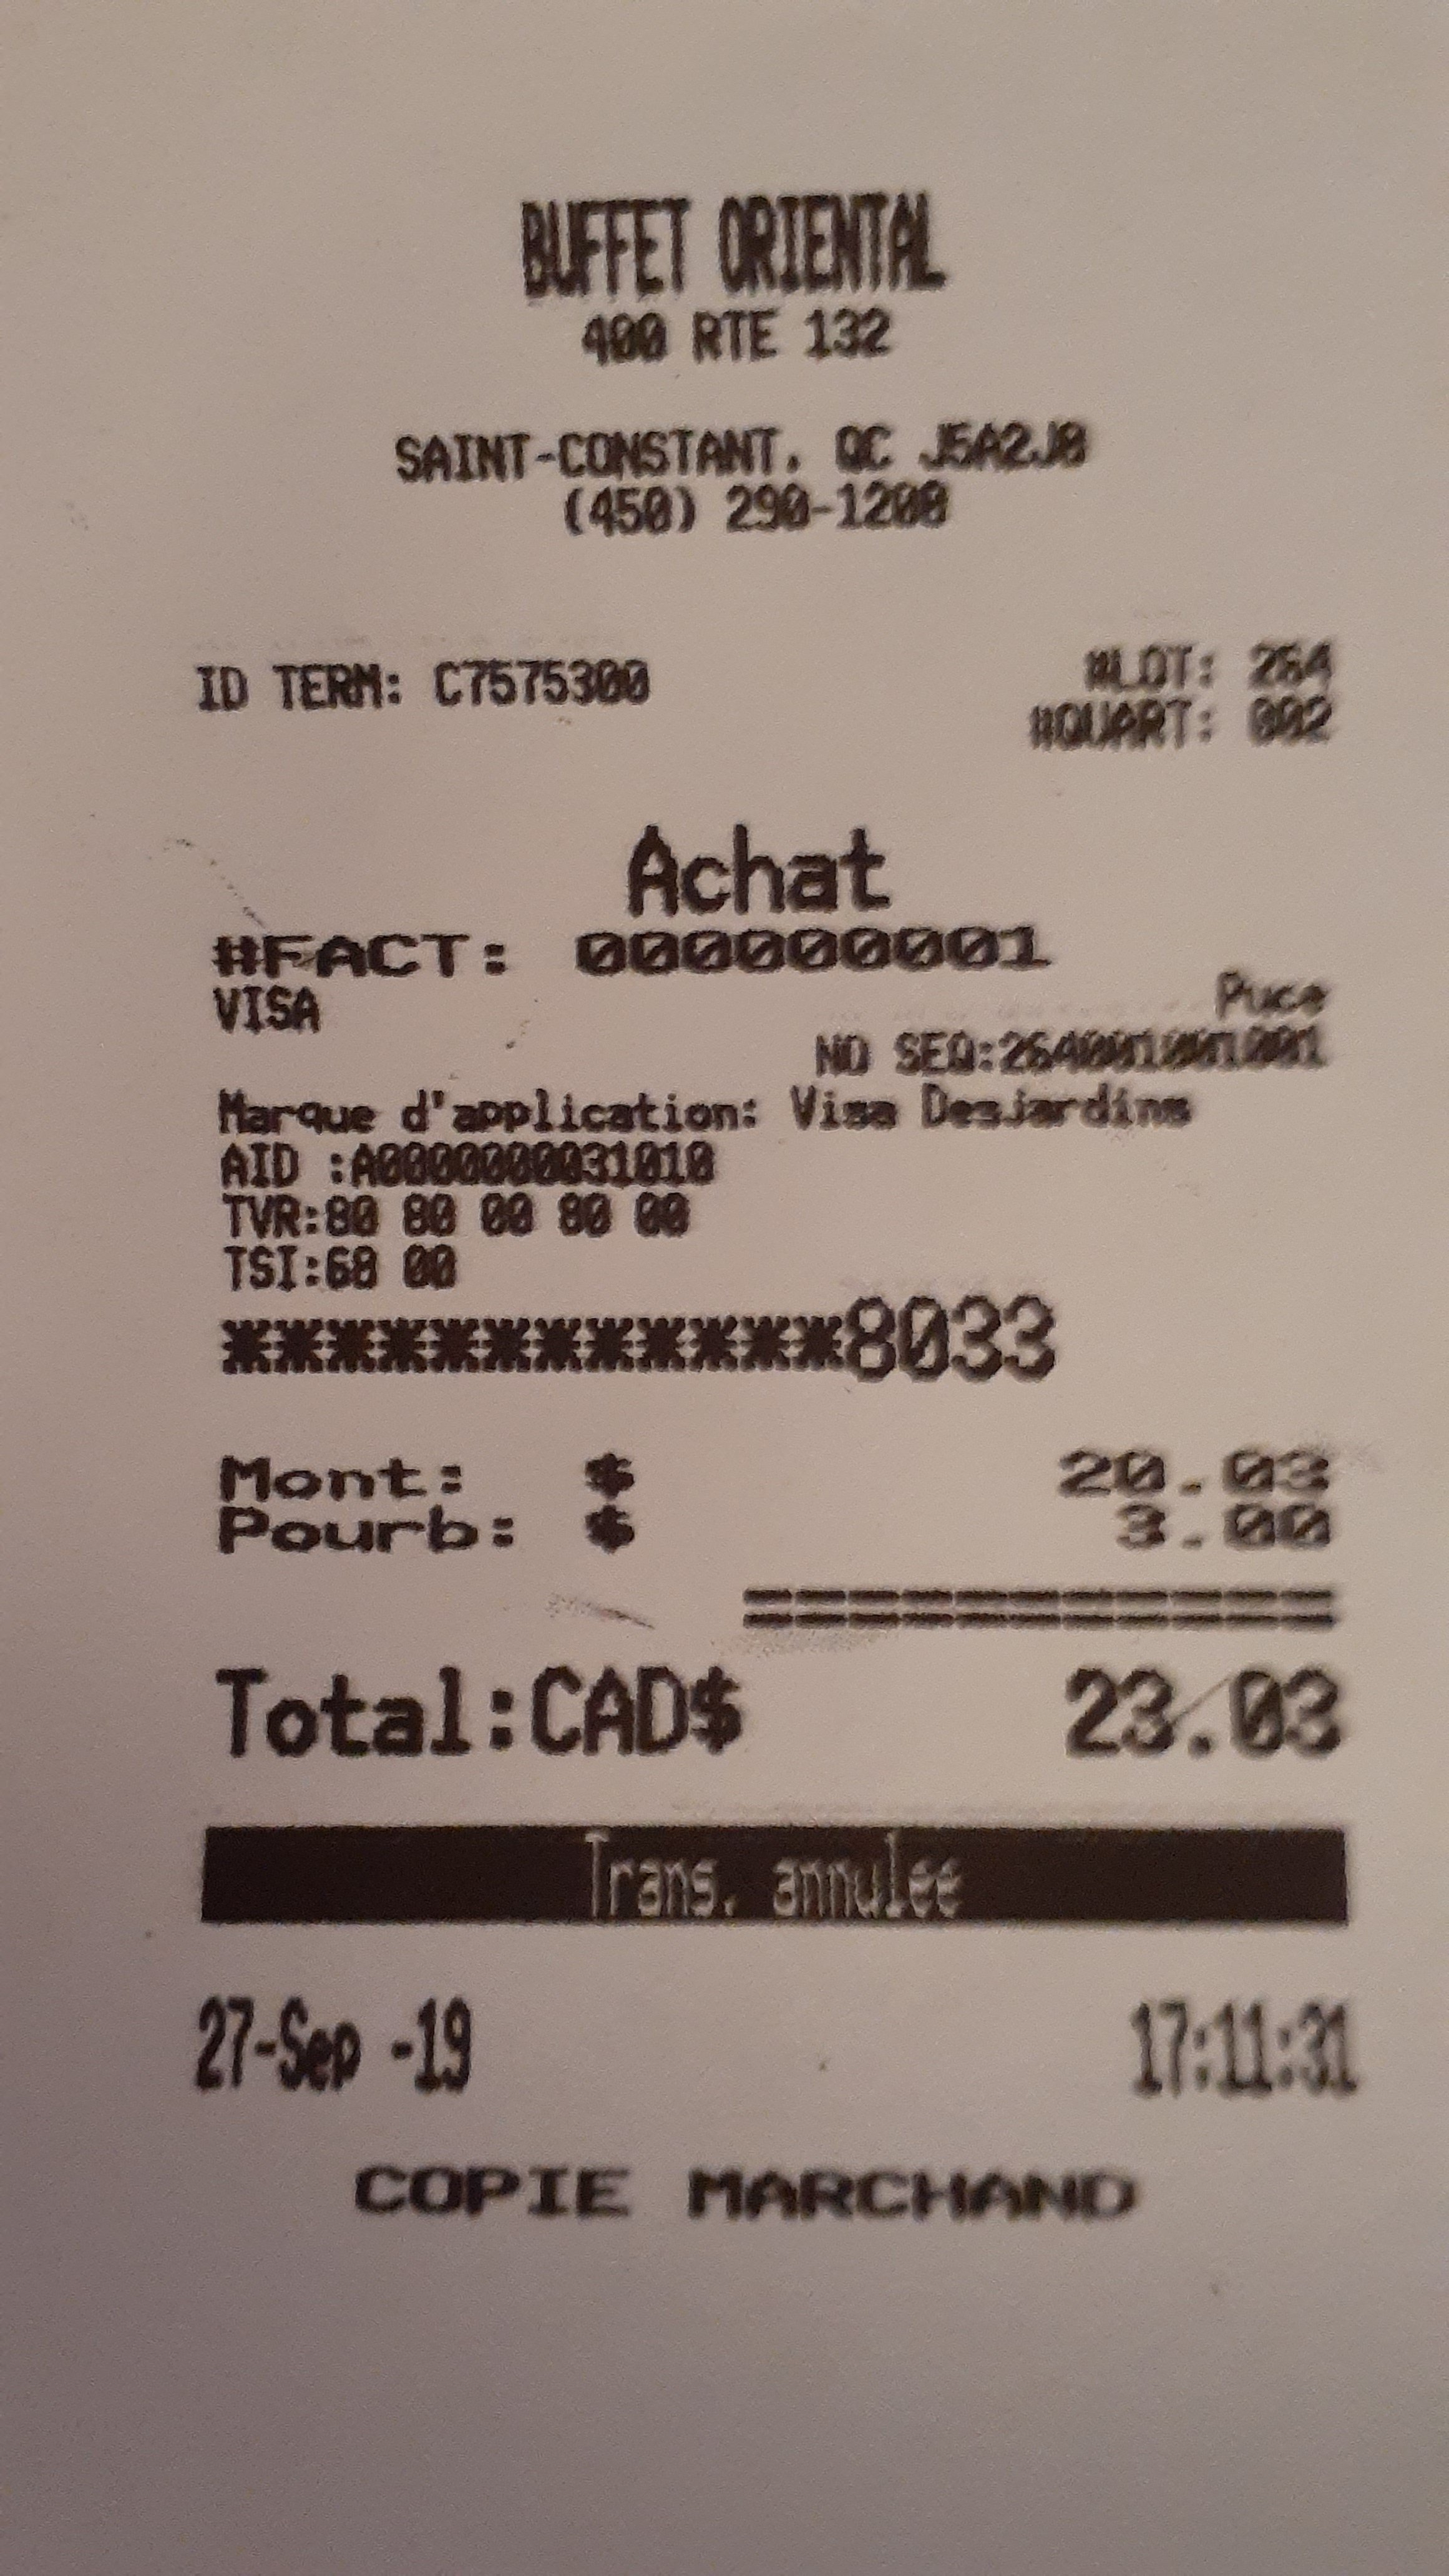 BUFFET ORIENTAL
400 RTE 132
SAINT-CONSTANT, QC J5A2J8
(450) 290-1208
ID TERM: C7575300
#LOT: 264
#QUART: 002
Achat
#FACT: 000000001
VISA
Puce
NO SEQ:264001001001
Marque d'application: Visa Desjardins
AID :A0000000031010
TVR:80 80 00 80 00
TSI:68 00
************8033
Mont: $ 20.03
Pourb: $ 3.00
===========
Total:CAD$ 23.03
Trans. annulee
27-Sep -19 17:11:31
COPIE MARCHAND